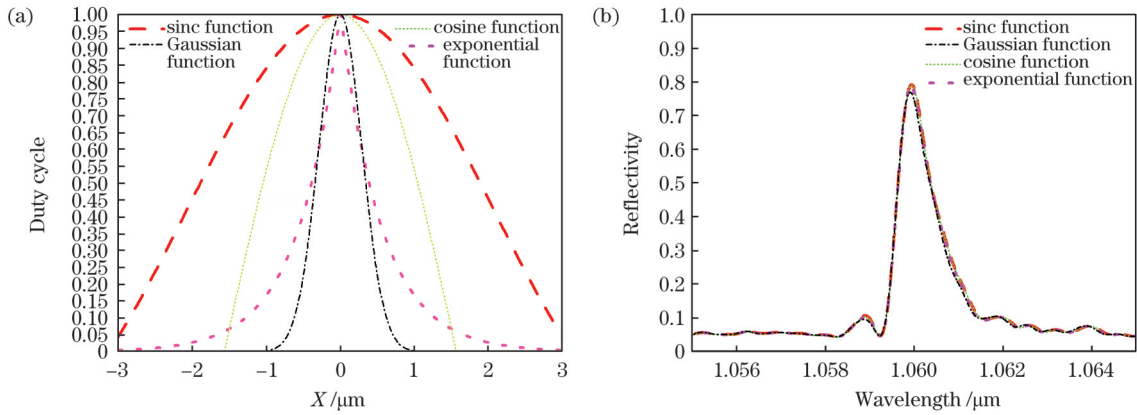 (a)
1.00
0.95
0.90
0.85
0.80
0.75
0.70
0.65
0.60
0.55
0.50
0.45
0.40
0.35
0.30
0.25
0.20
0.15
0.10
0.05
0.00
Duty cycle
sinc function
Gaussian
function
cosine function
exponential
function
−3
−2
−1
0
1
2
3
X /μm
(b)
1.0
0.9
0.8
0.7
0.6
0.5
0.4
0.3
0.2
0.1
0
Reflectivity
sinc function
Gaussian function
cosine function
exponential function
1.056
1.058
1.060
1.062
1.064
Wavelength /μm